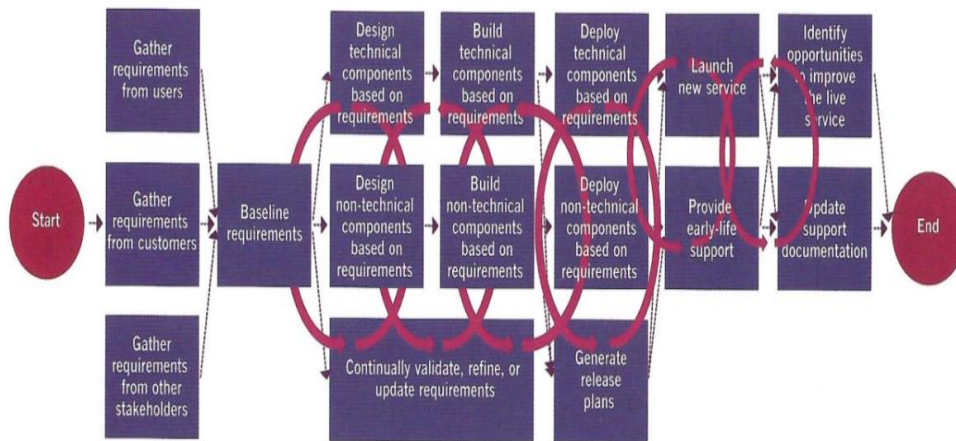 Start
Gather
requirements
from users
Gather
requirements
from customers
Gather
requirements
from other
stakeholders
Baseline
requirements
Design
technical
components
based on
requirements
Design
non-technical
components
based on
requirements
Continually validate, refine, or
update requirements
Build
technical
components
based on
requirements
Build
non-technical
components
based on
requirements
Deploy
technical
components
based on
requirements
Deploy
non-technical
components
based on
requirements
Generate
release
plans
Launch
new service
Provide
early-life
support
Identify
opportunities
to improve
the live
service
Update
support
documentation
End